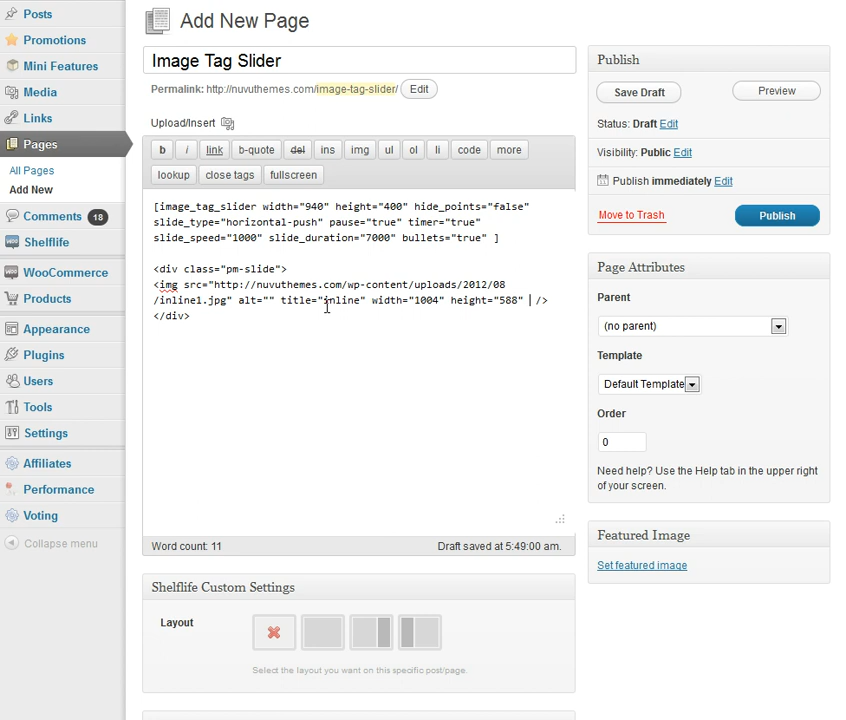 Posts
Promotions
Mini Features
Media
Links
Pages
All Pages
Add New
Comments 18
Shelflife
WooCommerce
Products
Appearance
Plugins
Users
Tools
Settings
Affiliates
Performance
Voting
Collapse menu
Add New Page
Image Tag Slider
Permalink: http://nuvuthemes.com/image-tag-slider/ Edit
Upload/Insert
b i link b-quote del ins img ul ol li code more
lookup close tags fullscreen
[image_tag_slider width="940" height="400" hide_points="false"
slide_type="horizontal-push" pause="true" timer="true"
slide_speed="1000" slide_duration="7000" bullets="true" ]
<div class="pm-slide">
<img src="http://nuvuthemes.com/wp-content/uploads/2012/08
/inline1.jpg" alt="" title="inline" width="1004" height="588" />
</div>
Word count: 11 Draft saved at 5:49:00 am.
Shelflife Custom Settings
Layout
Select the layout you want on this specific post/page.
Publish
Save Draft Preview
Status: Draft Edit
Visibility: Public Edit
Publish immediately Edit
Move to Trash Publish
Page Attributes
Parent
(no parent)
Template
Default Template
Order
0
Need help? Use the Help tab in the upper right
of your screen.
Featured Image
Set featured image